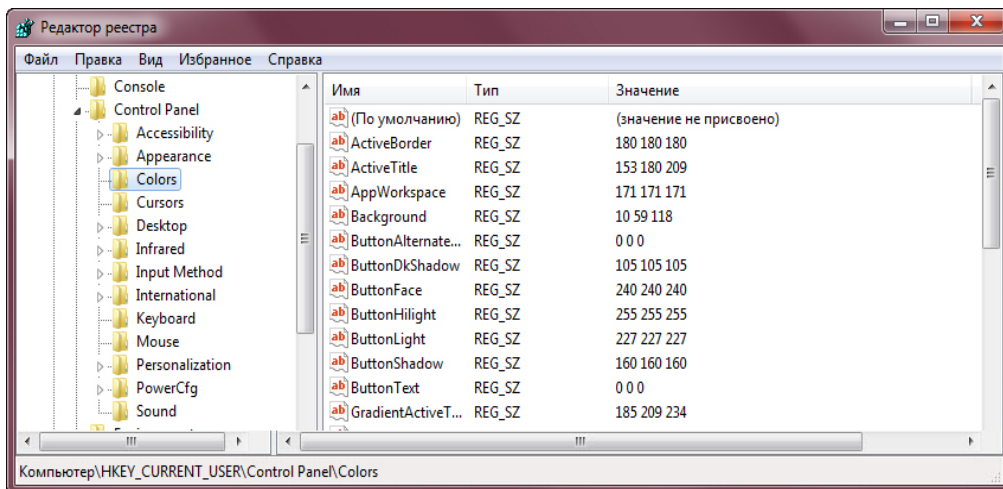 Редактор реестра
Файл Правка Вид Избранное Справка
Console
Control Panel
Accessibility
Appearance
Colors
Cursors
Desktop
Infrared
Input Method
International
Keyboard
Mouse
Personalization
PowerCfg
Sound
Имя Тип Значение
(По умолчанию) REG_SZ (значение не присвоено)
ActiveBorder REG_SZ 180 180 180
ActiveTitle REG_SZ 153 180 209
AppWorkspace REG_SZ 171 171 171
Background REG_SZ 10 59 118
ButtonAlternate... REG_SZ 0 0 0
ButtonDkShadow REG_SZ 105 105 105
ButtonFace REG_SZ 240 240 240
ButtonHilight REG_SZ 255 255 255
ButtonLight REG_SZ 227 227 227
ButtonShadow REG_SZ 160 160 160
ButtonText REG_SZ 0 0 0
GradientActiveT... REG_SZ 185 209 234
Компьютер\HKEY_CURRENT_USER\Control Panel\Colors